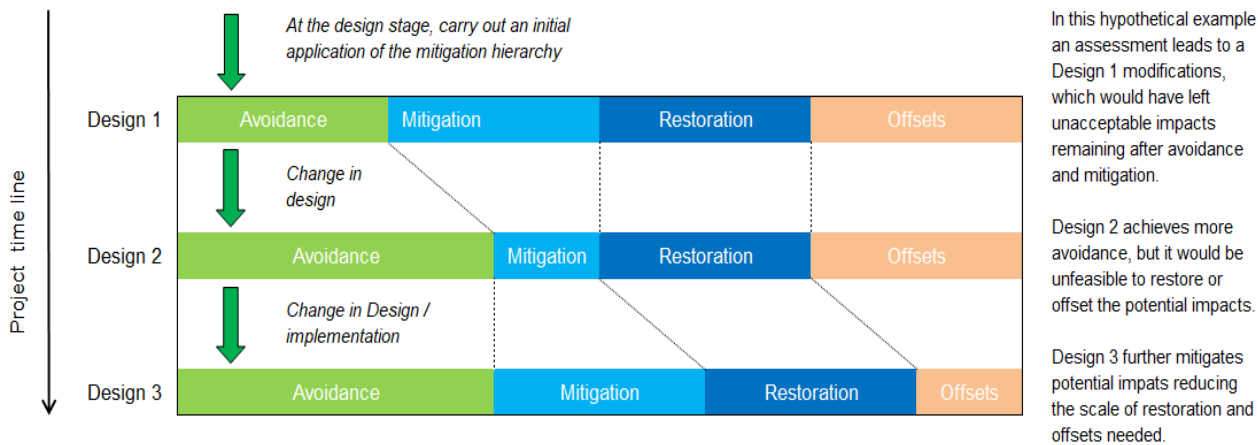 At the design stage, carry out an initial
application of the mitigation hierarchy
Project time line
Design 1
Avoidance
Mitigation
Restoration
Offsets
Change in
design
Design 2
Avoidance
Mitigation
Restoration
Offsets
Change in Design /
implementation
Design 3
Avoidance
Mitigation
Restoration
Offsets
In this hypothetical example
an assessment leads to a
Design 1 modifications,
which would have left
unacceptable impacts
remaining after avoidance
and mitigation.
Design 2 achieves more
avoidance, but it would be
unfeasible to restore or
offset the potential impacts.
Design 3 further mitigates
potential impats reducing
the scale of restoration and
offsets needed.